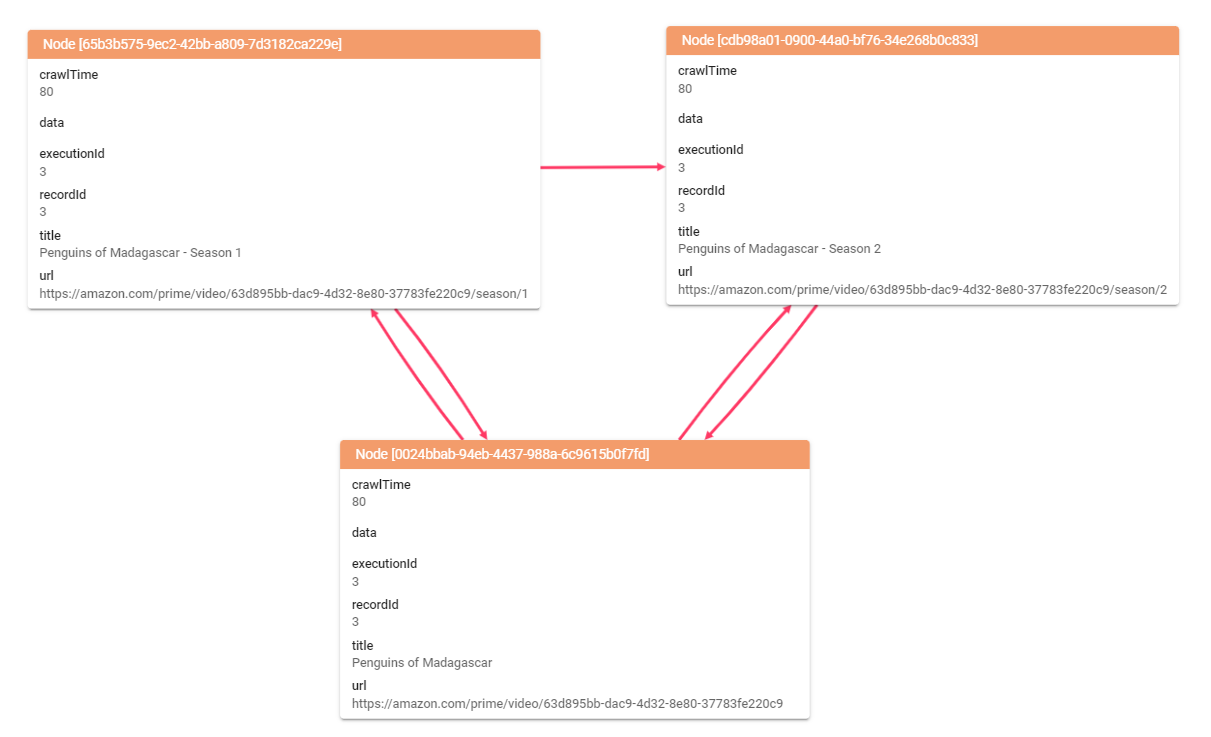 Node [65b3b575-9ec2-42bb-a809-7d3182ca229e]
crawlTime
80
data
executionId
3
recordId
3
title
Penguins of Madagascar - Season 1
url
https://amazon.com/prime/video/63d895bb-dac9-4d32-8e80-37783fe220c9/season/1
Node [cdb98a01-0900-44a0-bf76-34e268b0c833]
crawlTime
80
data
executionId
3
recordId
3
title
Penguins of Madagascar - Season 2
url
https://amazon.com/prime/video/63d895bb-dac9-4d32-8e80-37783fe220c9/season/2
Node [0024bbab-94eb-4437-988a-6c9615b0f7fd]
crawlTime
80
data
executionId
3
recordId
3
title
Penguins of Madagascar
url
https://amazon.com/prime/video/63d895bb-dac9-4d32-8e80-37783fe220c9